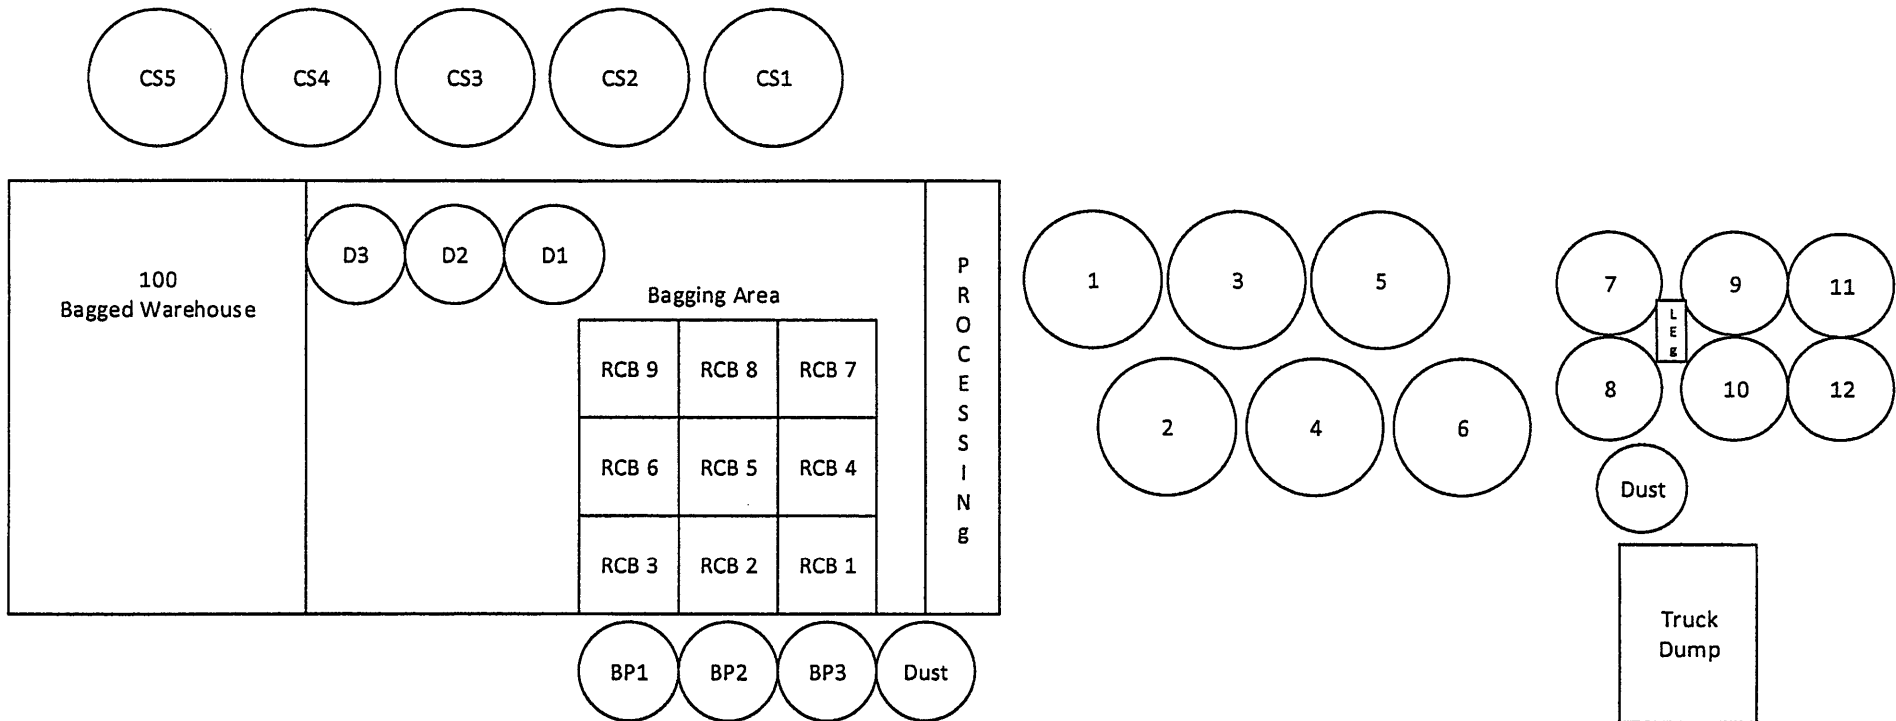 CS5 CS4 CS3 CS2 CS1
100
Bagged Warehouse
D3 D2 D1
Bagging Area
RCB 9 RCB 8 RCB 7
RCB 6 RCB 5 RCB 4
RCB 3 RCB 2 RCB 1
PROCESSINg
BP1 BP2 BP3 Dust
1 3 5
2 4 6
7 9 11
LEg
8 10 12
Dust
Truck
Dump